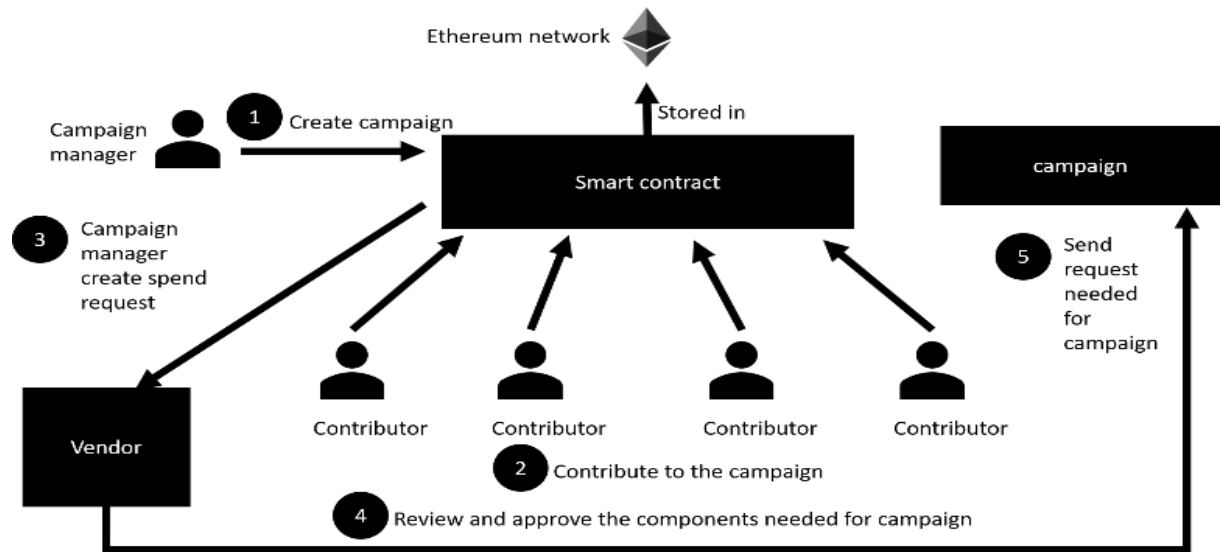 Ethereum network
Stored in
1
Create campaign
Campaign
manager
Smart contract
campaign
3
Campaign
manager
create spend
request
5
Send
request
needed
for
campaign
Vendor
Contributor
Contributor
Contributor
Contributor
2
Contribute to the campaign
4
Review and approve the components needed for campaign